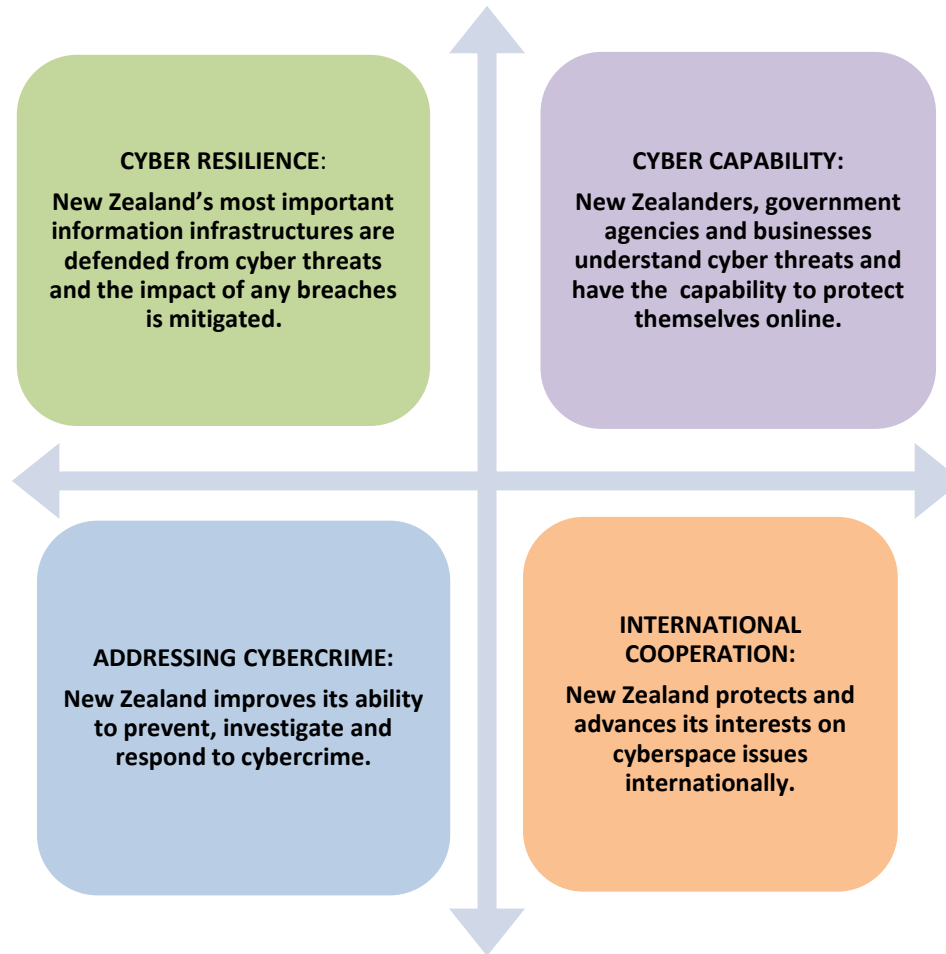 CYBER RESILIENCE:
New Zealand’s most important
information infrastructures are
defended from cyber threats
and the impact of any breaches
is mitigated.
CYBER CAPABILITY:
New Zealanders, government
agencies and businesses
understand cyber threats and
have the  capability to protect
themselves online.
ADDRESSING CYBERCRIME:
New Zealand improves its ability
to prevent, investigate and
respond to cybercrime.
INTERNATIONAL
COOPERATION:
New Zealand protects and
advances its interests on
cyberspace issues
internationally.